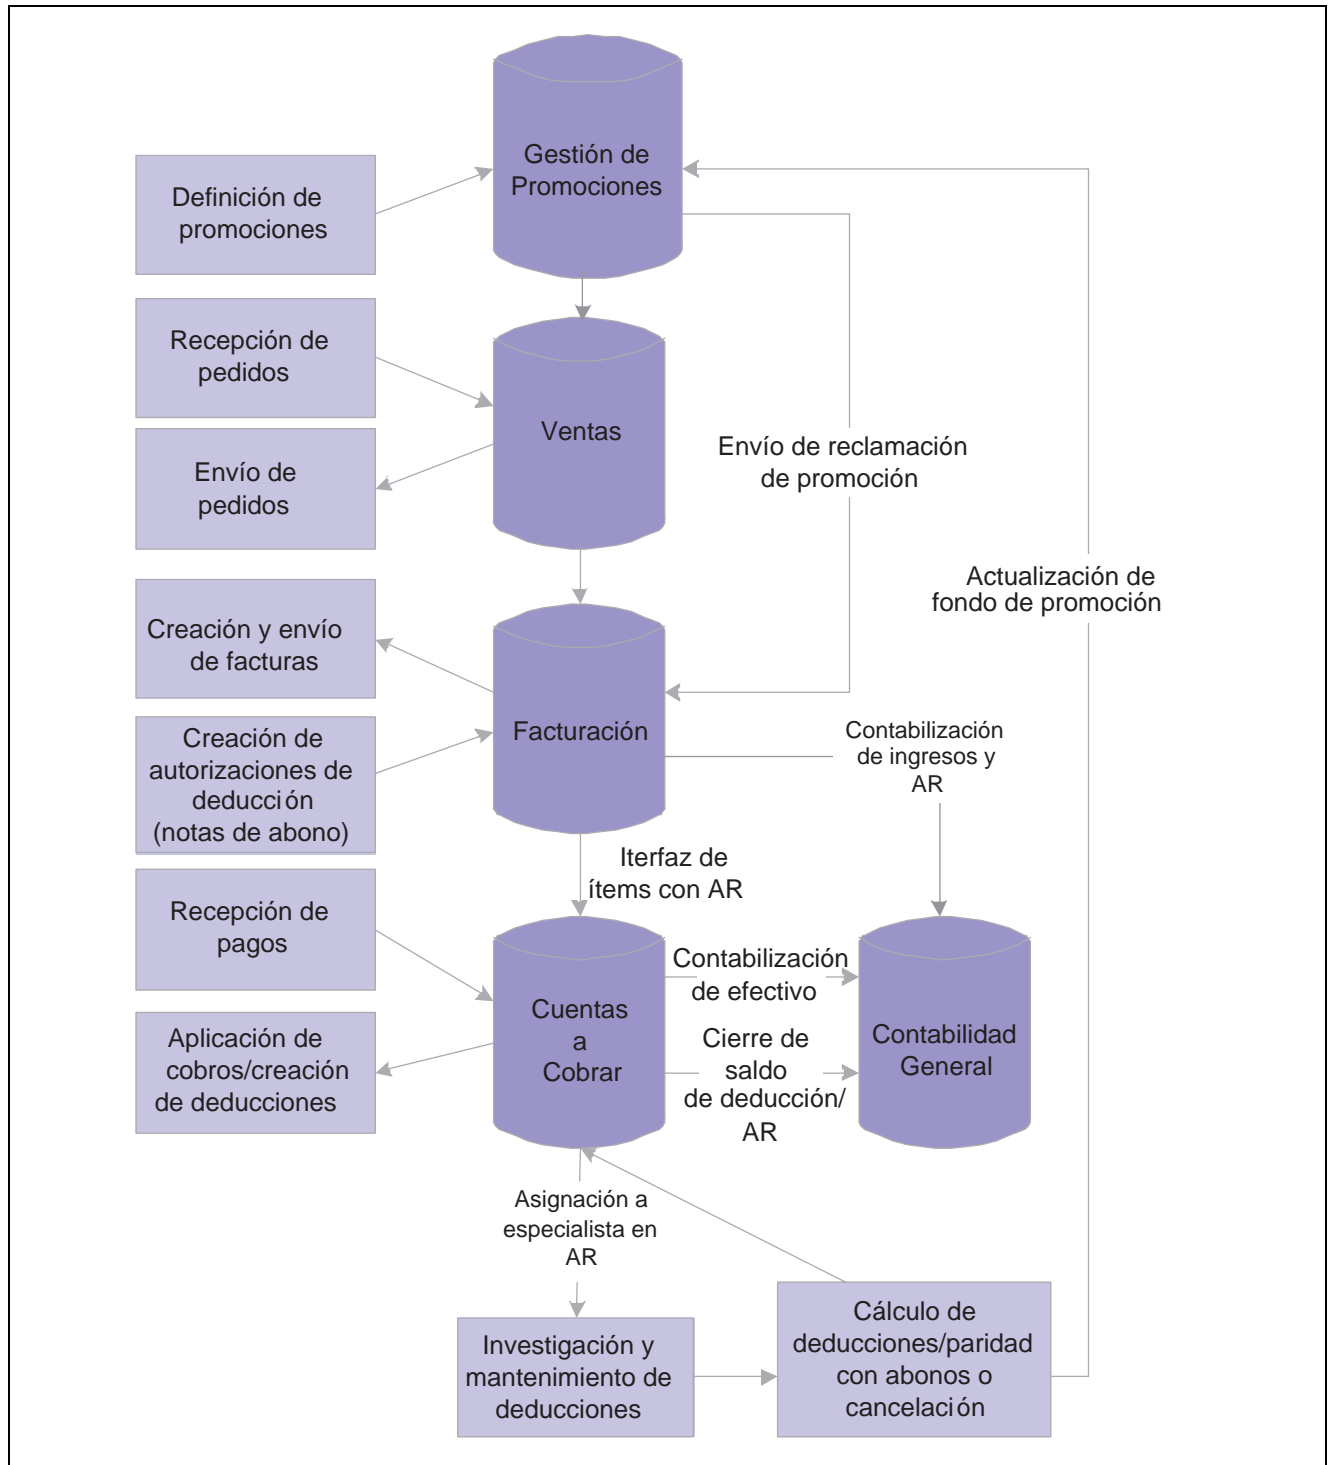 Gestión de
Promociones
Definición de
promociones
Recepción de
pedidos
Ventas
Envío de
pedidos
Envío de reclamación
de promoción
Actualización de
fondo de promoción
Creación y envío
de facturas
Facturación
Contabilización
de ingresos y
AR
Creación de
autorizaciones de
deducción
(notas de abono)
Iterfaz de
ítems con AR
Recepción de
pagos
Contabilización
de efectivo
Cuentas
a
Cobrar
Contabilidad
General
Aplicación de
cobros/creación
de deducciones
Cierre de
saldo
de deducción/
AR
Asignación a
especialista en
AR
Investigación y
mantenimiento de
deducciones
Cálculo de
deducciones/paridad
con abonos o
cancelación